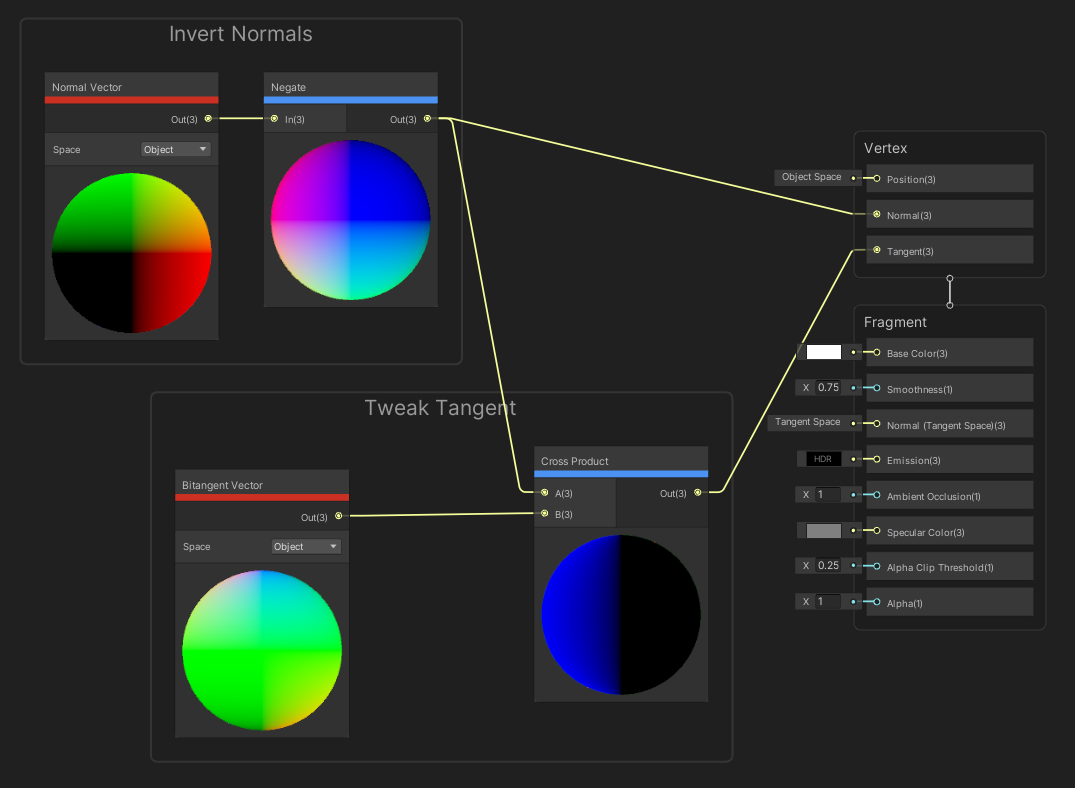 Invert Normals
Normal Vector
Out(3)
Space
Object
Negate
In(3)
Out(3)
Tweak Tangent
Bitangent Vector
Out(3)
Space
Object
Cross Product
A(3)
Out(3)
B(3)
Vertex
Object Space
Position(3)
Normal(3)
Tangent(3)
Fragment
Base Color(3)
X 0.75
Smoothness(1)
Tangent Space
Normal (Tangent Space)(3)
HDR
Emission(3)
X 1
Ambient Occlusion(1)
Specular Color(3)
X 0.25
Alpha Clip Threshold(1)
X 1
Alpha(1)